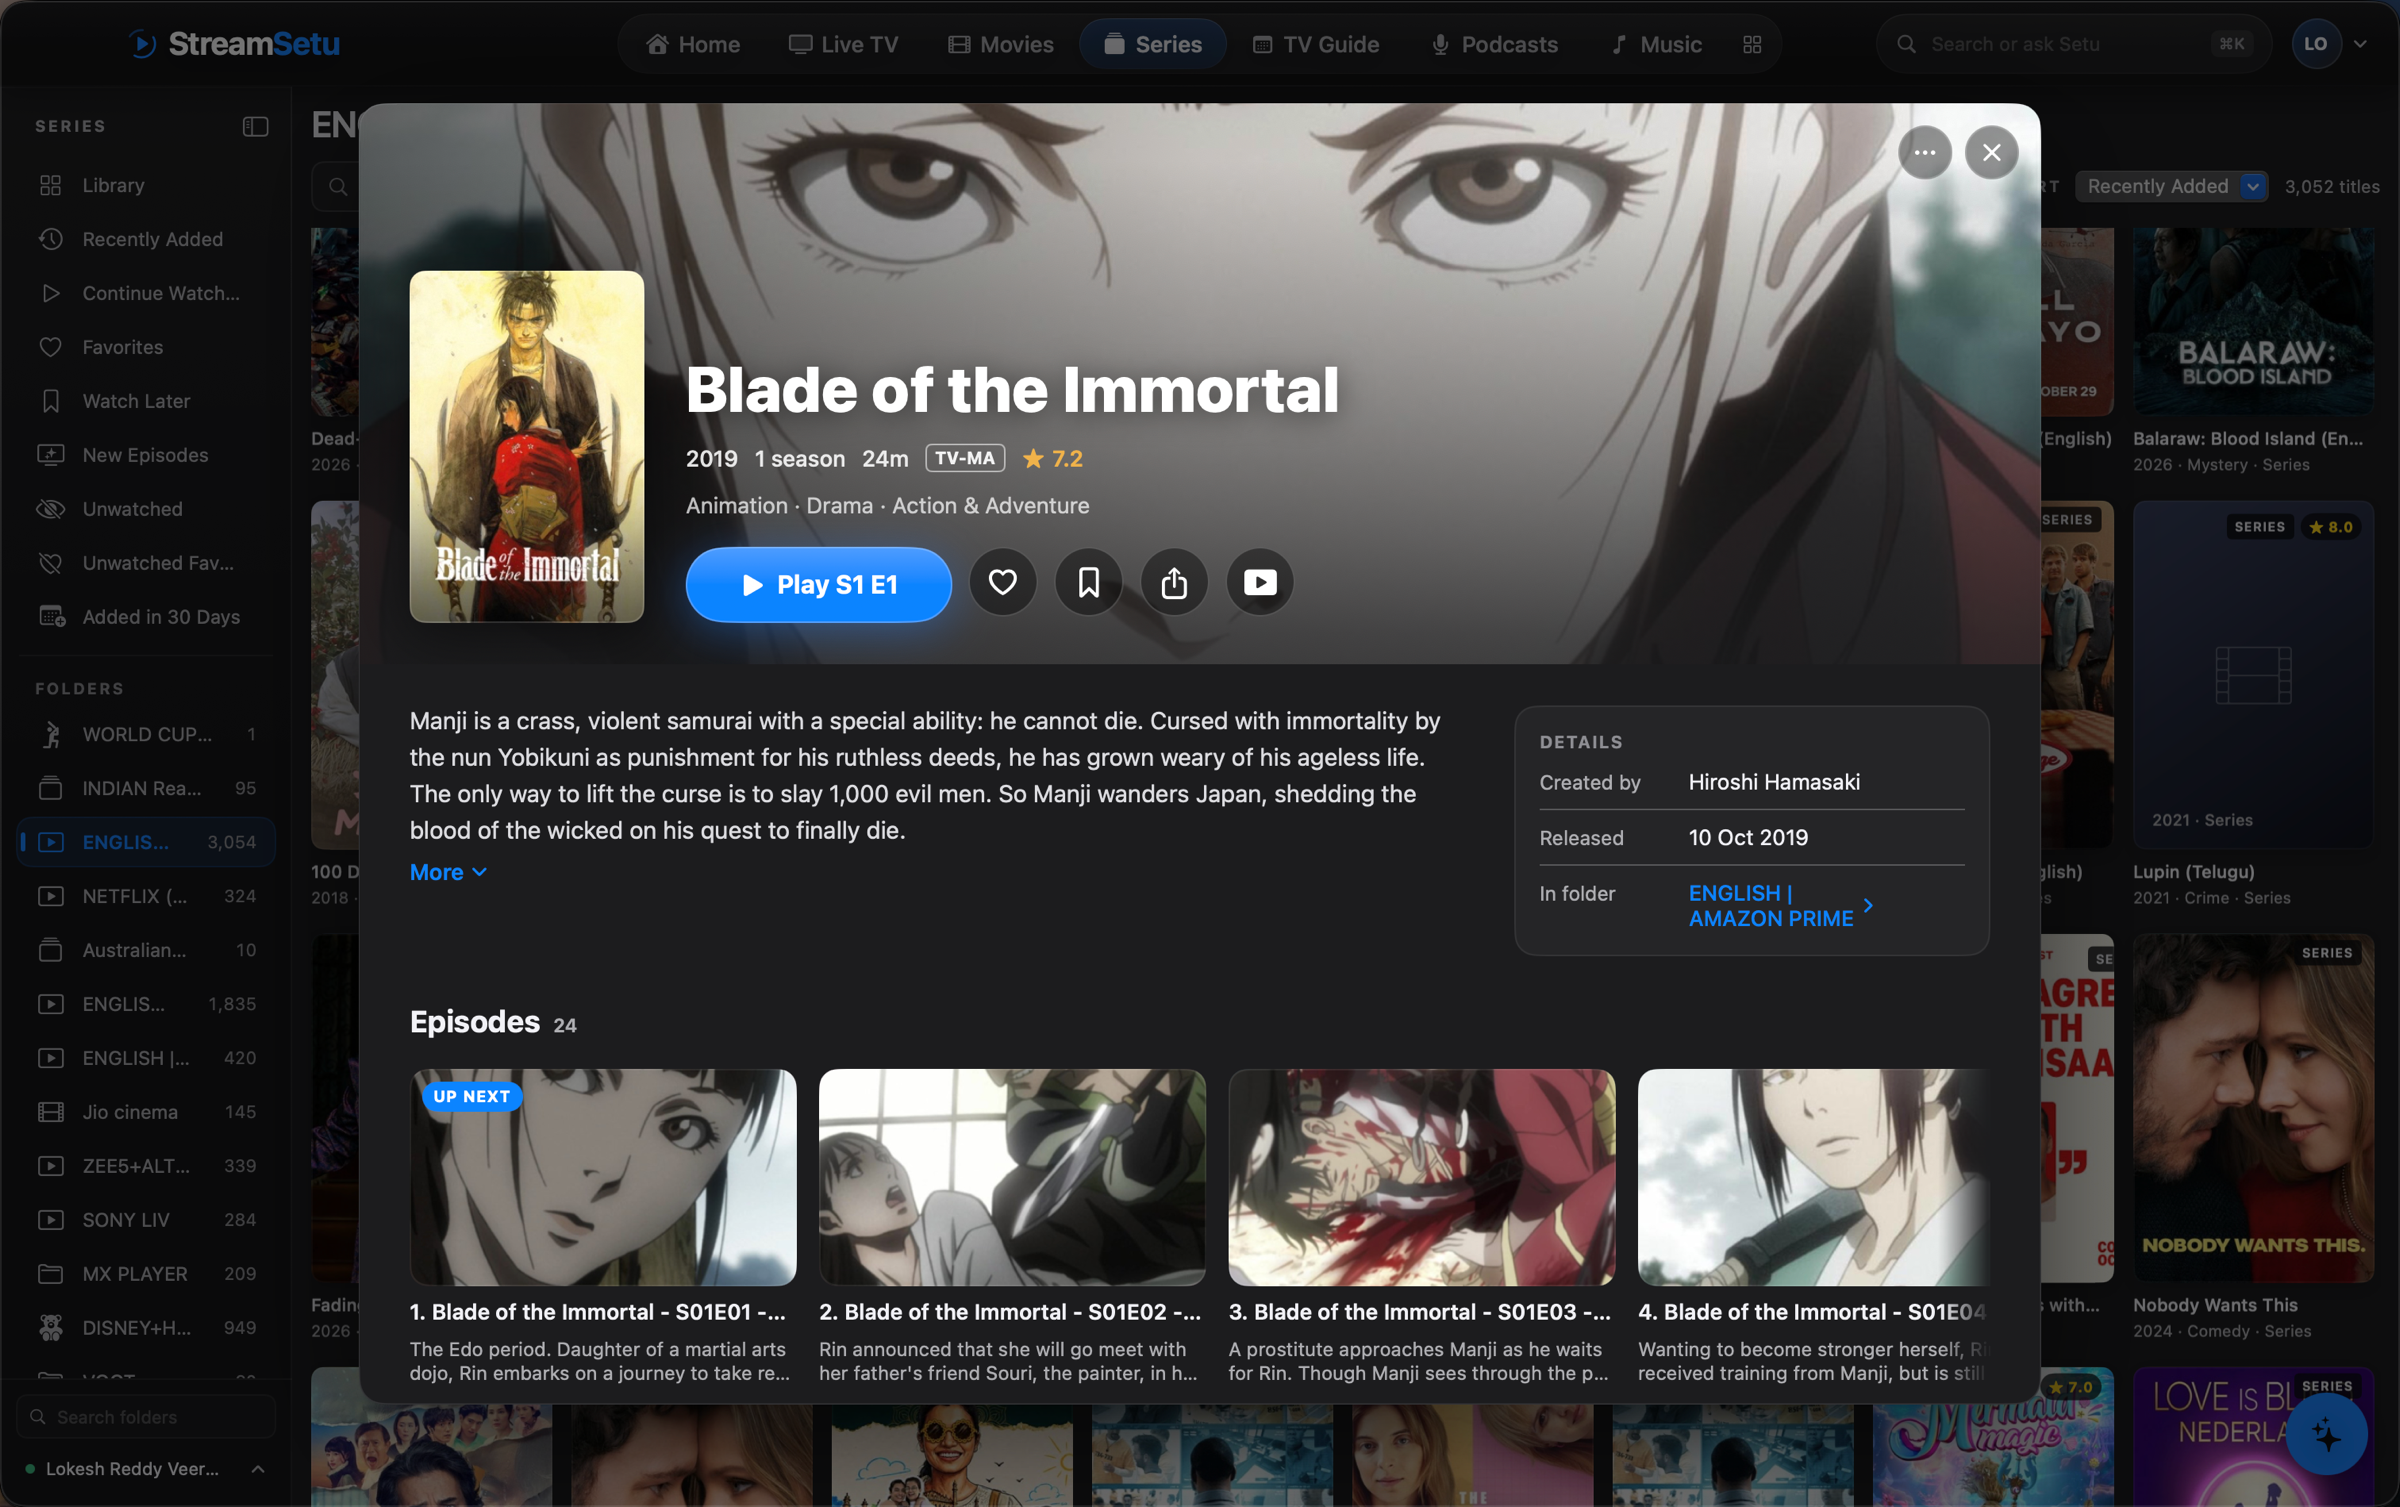 StreamSetu
Home
Live TV
Movies
Series
TV Guide
Podcasts
Music
Search or ask Setu
⌘K
LO
SERIES
Library
Recently Added
Continue Watch...
Favorites
Watch Later
New Episodes
Unwatched
Unwatched Fav...
Added in 30 Days
FOLDERS
WORLD CUP... 1
INDIAN Rea... 95
ENGLIS... 3,054
NETFLIX (... 324
Australian... 10
ENGLIS... 1,835
ENGLISH |... 420
Jio cinema 145
ZEE5+ALT... 339
SONY LIV 284
MX PLAYER 209
DISNEY+H... 949
Search folders
Lokesh Reddy Veer...
Recently Added
3,052 titles
Blade of the Immortal
Blade of the Immortal
2019 1 season 24m TV-MA 7.2
Animation · Drama · Action & Adventure
Play S1 E1
Manji is a crass, violent samurai with a special ability: he cannot die. Cursed with immortality by
the nun Yobikuni as punishment for his ruthless deeds, he has grown weary of his ageless life.
The only way to lift the curse is to slay 1,000 evil men. So Manji wanders Japan, shedding the
blood of the wicked on his quest to finally die.
More
DETAILS
Created by Hiroshi Hamasaki
Released 10 Oct 2019
In folder ENGLISH |
AMAZON PRIME
Episodes 24
UP NEXT
1. Blade of the Immortal - S01E01 -...
The Edo period. Daughter of a martial arts
dojo, Rin embarks on a journey to take re...
2. Blade of the Immortal - S01E02 -...
Rin announced that she will go meet with
her father's friend Souri, the painter, in h...
3. Blade of the Immortal - S01E03 -...
A prostitute approaches Manji as he waits
for Rin. Though Manji sees through the p...
4. Blade of the Immortal - S01E04
Wanting to become stronger herself,
received training from Manji, but is still
Dead-
2026
100 D
2018
Fading
2026
OBER 29
(English)
BALARAW:
BLOOD ISLAND
Balaraw: Blood Island (En...
2026 · Mystery · Series
SERIES
SERIES 8.0
2021 · Series
Lupin (Telugu)
2021 · Crime · Series
SERIES
NOBODY WANTS THIS.
Nobody Wants This
2024 · Comedy · Series
with...
7.0
Mermaid
magic
SERIES
LOVE IS BL
NEDERLA
THE